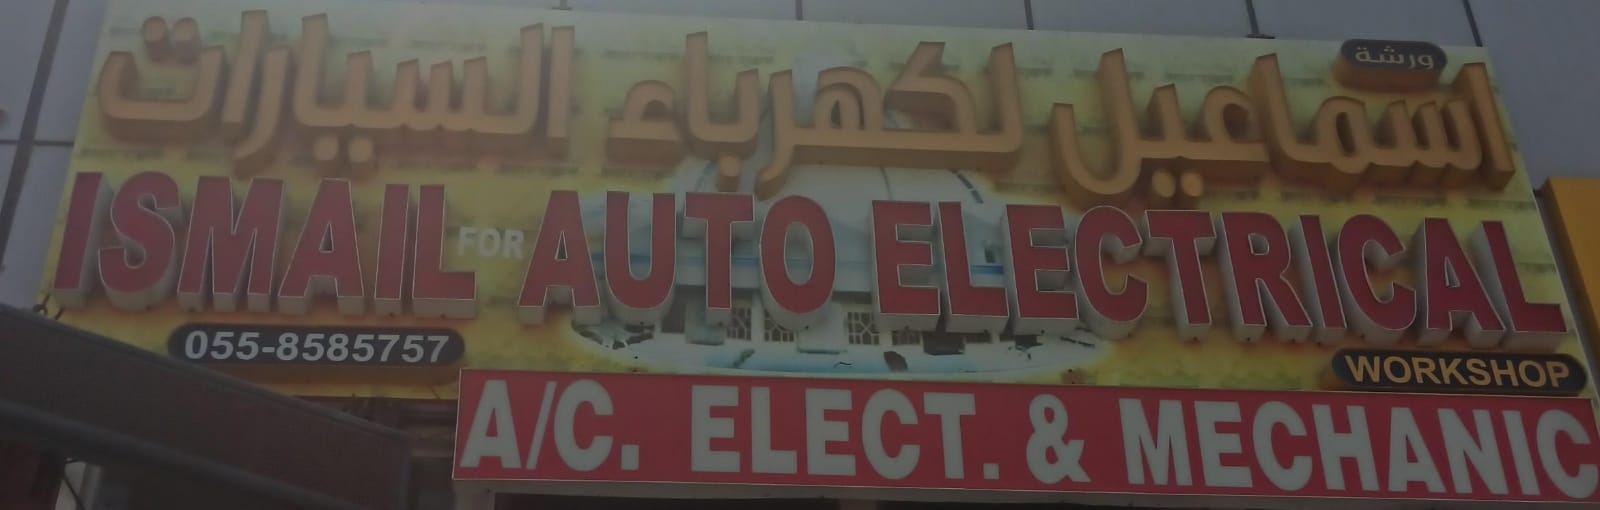 ورشة
اسماعيل لكهرباء السيارات
ISMAIL FOR AUTO ELECTRICAL
055-8585757
WORKSHOP
A/C. ELECT. & MECHANIC